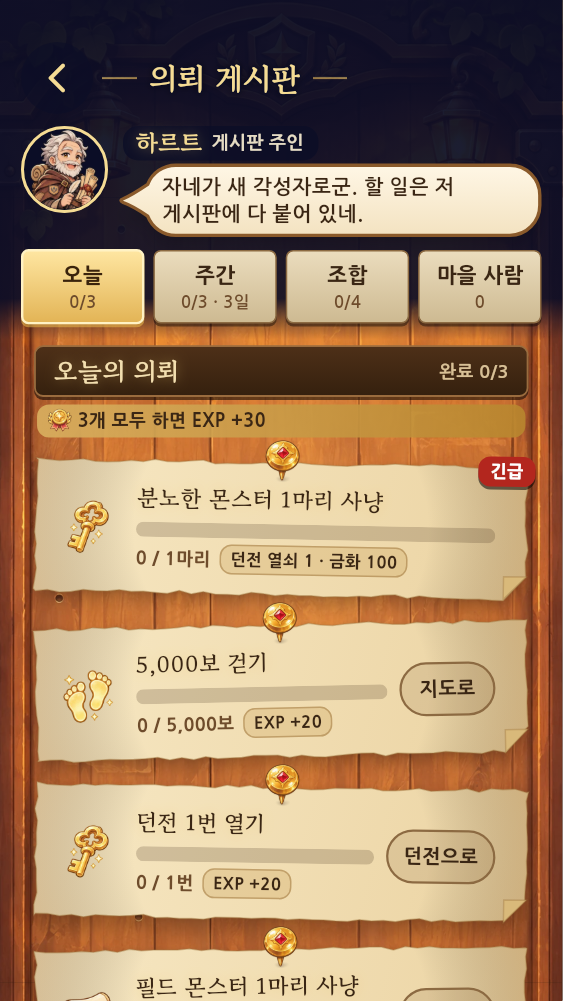 의뢰 게시판
하르트 게시판 주인
자네가 새 각성자로군. 할 일은 저
게시판에 다 붙어 있네.
오늘
0/3
주간
0/3 · 3일
조합
0/4
마을 사람
0
오늘의 의뢰
완료 0/3
3개 모두 하면 EXP +30
긴급
분노한 몬스터 1마리 사냥
0 / 1마리
던전 열쇠 1 · 금화 100
5,000보 걷기
지도로
0 / 5,000보
EXP +20
던전 1번 열기
던전으로
0 / 1번
EXP +20
필드 몬스터 1마리 사냥